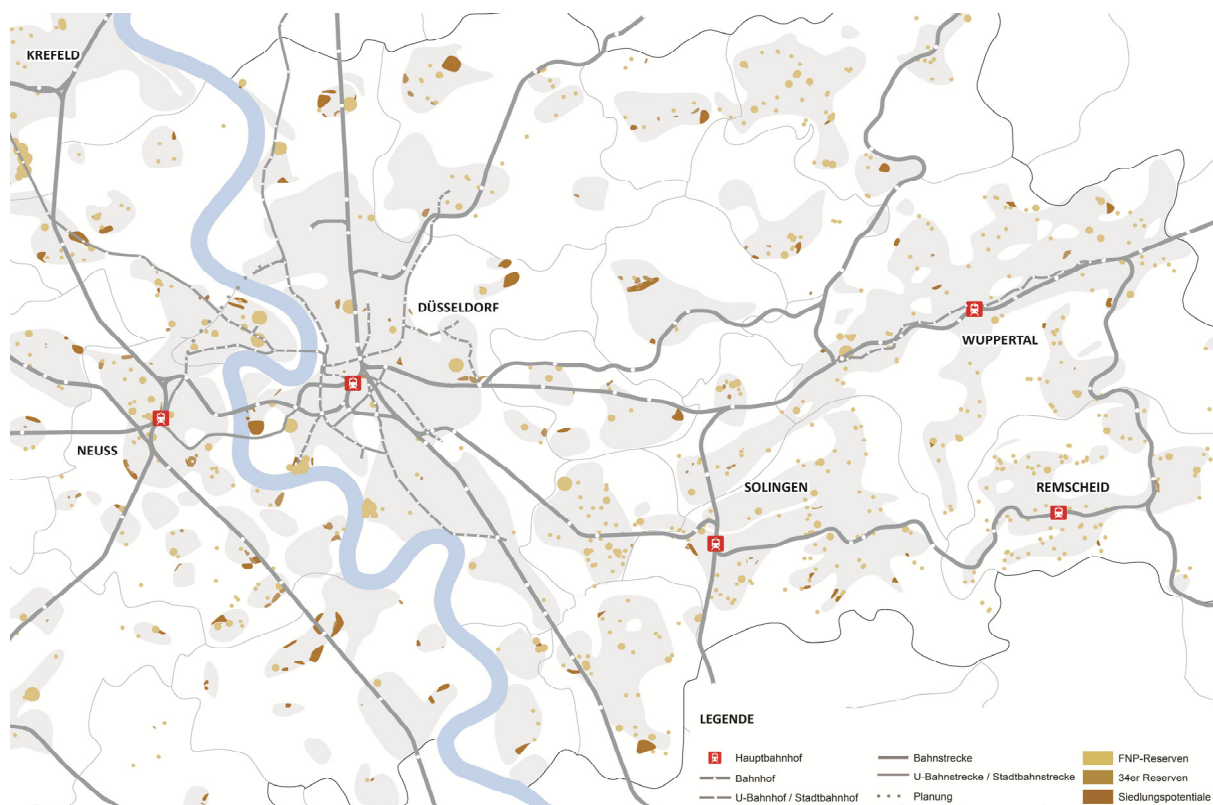 KREFELD
DÜSSELDORF
WUPPERTAL
NEUSS
SOLINGEN
REMSCHEID
LEGENDE
Hauptbahnhof
Bahnhof
U-Bahnhof / Stadtbahnhof
Bahnstrecke
U-Bahnstrecke / Stadtbahnstrecke
Planung
FNP-Reserven
34er Reserven
Siedlungspotentiale